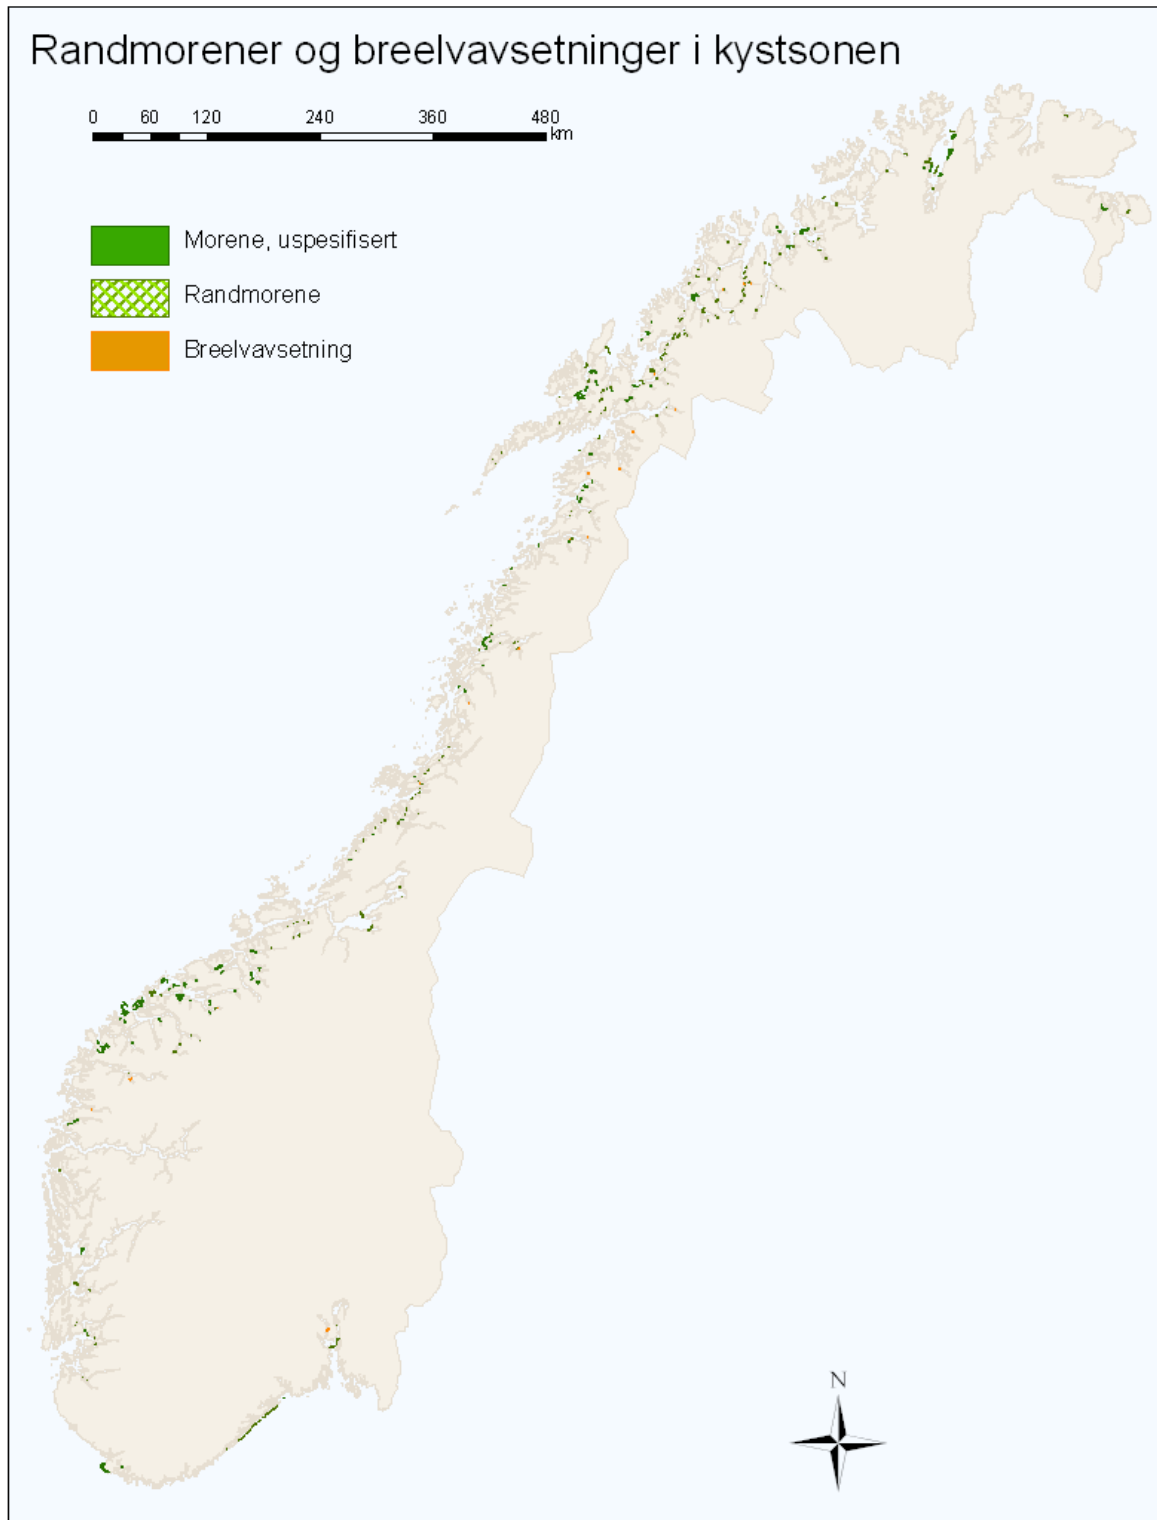 Randmorener og breelvavsetninger i kystsonen
0 60 120 240 360 480
km
Morene, uspesifisert
Randmorene
Breelvavsetning
N